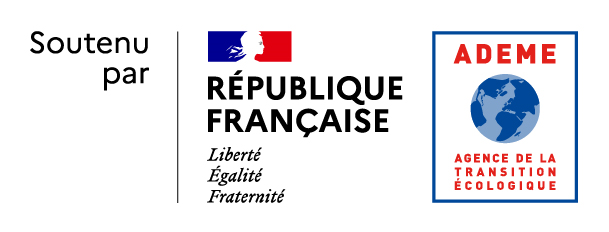 Soutenu
par
RÉPUBLIQUE
FRANÇAISE
Liberté
Égalité
Fraternité
ADEME
AGENCE DE LA
TRANSITION
ÉCOLOGIQUE